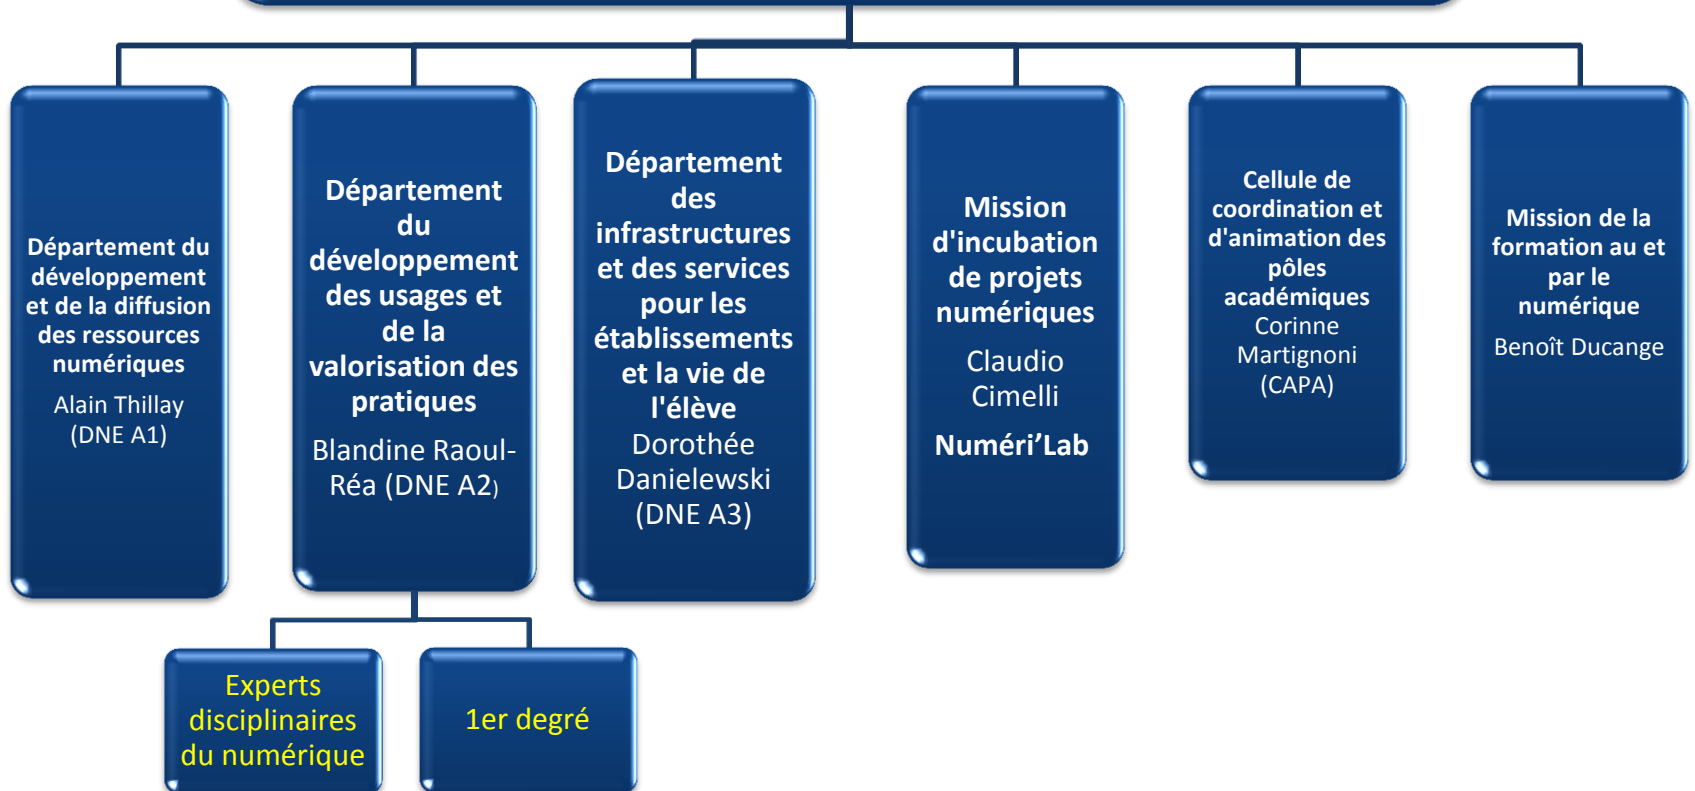 Département du
développement
et de la diffusion
des ressources
numériques
Alain Thillay
(DNE A1)
Département
du
développement
des usages et
de la
valorisation des
pratiques
Blandine Raoul-
Réa (DNE A2)
Département
des
infrastructures
et des services
pour les
établissements
et la vie de
l'élève
Dorothée
Danielewski
(DNE A3)
Mission
d'incubation
de projets
numériques
Claudio
Cimelli
Numéri’Lab
Cellule de
coordination et
d'animation des
pôles
académiques
Corinne
Martignoni
(CAPA)
Mission de la
formation au et
par le
numérique
Benoît Ducange
Experts
disciplinaires
du numérique
1er degré